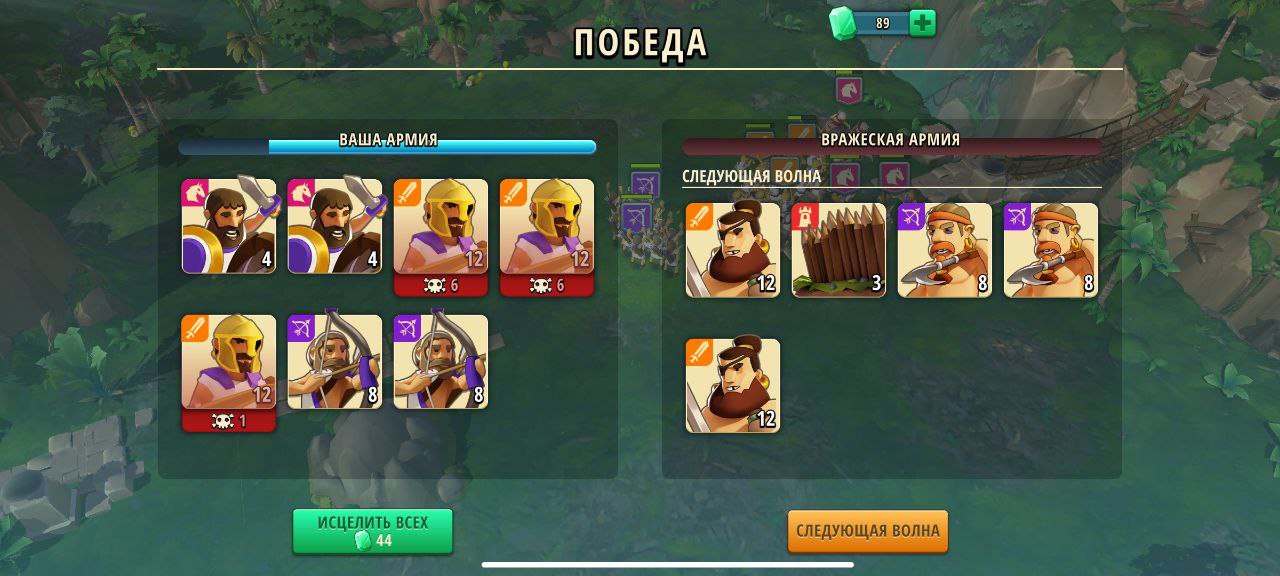 89
ПОБЕДА
ВАША АРМИЯ
4
4
12
12
6
6
12
8
8
1
ВРАЖЕСКАЯ АРМИЯ
СЛЕДУЮЩАЯ ВОЛНА
12
3
8
8
12
ИСЦЕЛИТЬ ВСЕХ
44
СЛЕДУЮЩАЯ ВОЛНА